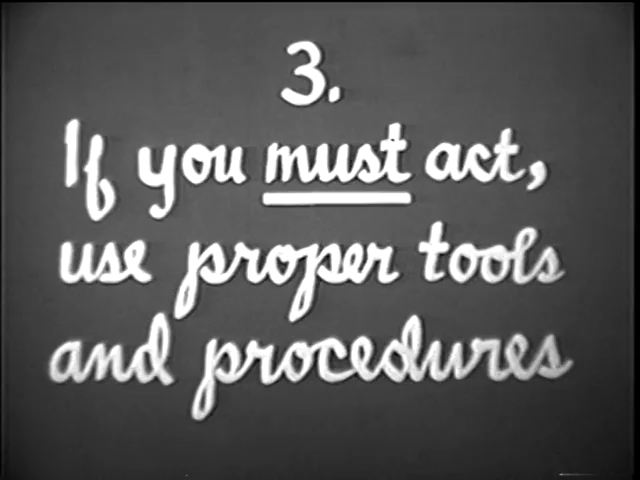 3.
If you must act,
use proper tools
and procedures